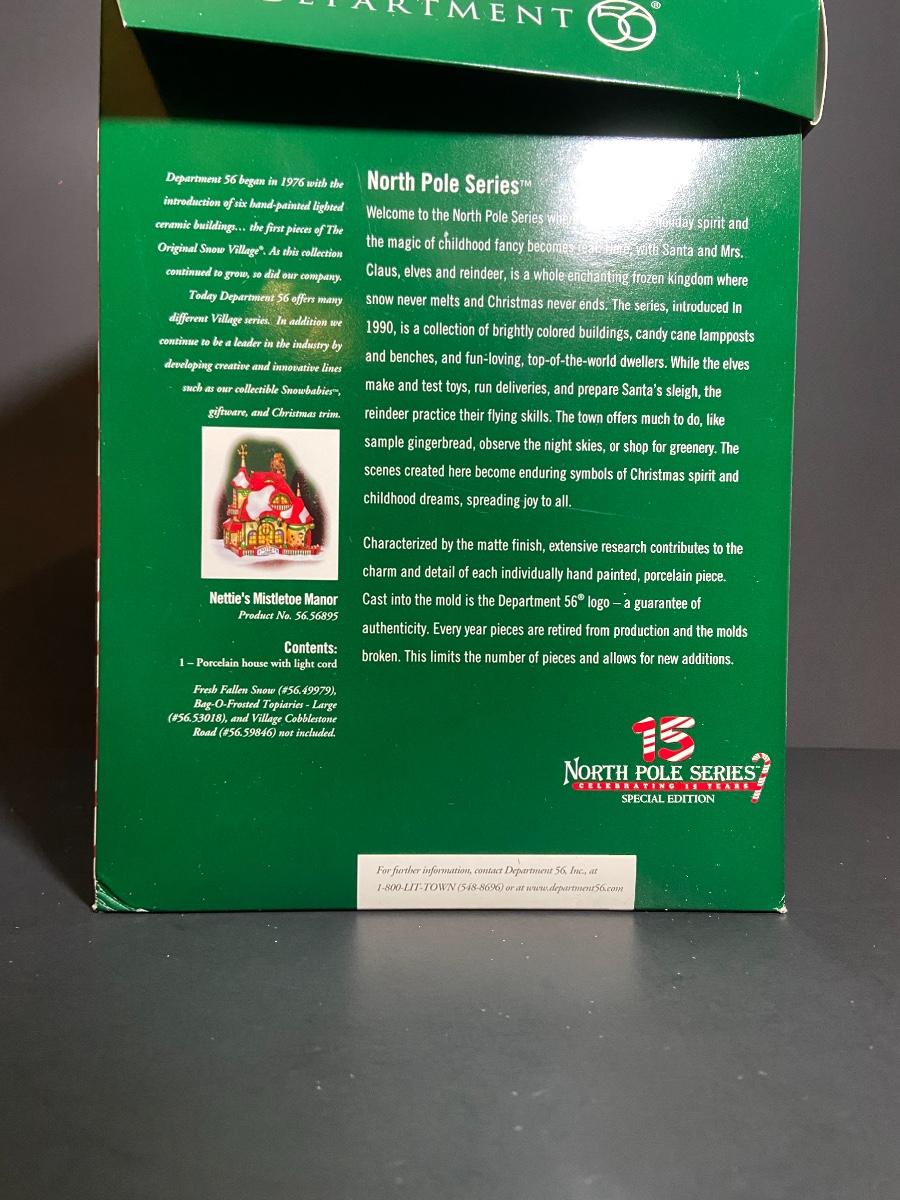 DEPARTMENT 56®
Department 56 began in 1976 with the
introduction of six hand-painted lighted
ceramic buildings... the first pieces of The
Original Snow Village®. As this collection
continued to grow, so did our company.
Today Department 56 offers many
different Village series. In addition we
continue to be a leader in the industry by
developing creative and innovative lines
such as our collectible Snowbabies™,
giftware, and Christmas trim.
Nettie's Mistletoe Manor
Product No. 56.56895
Contents:
1 – Porcelain house with light cord
Fresh Fallen Snow (#56.49979),
Bag-O-Frosted Topiaries - Large
(#56.53018), and Village Cobblestone
Road (#56.59846) not included.
North Pole Series™
Welcome to the North Pole Series where holiday spirit and
the magic of childhood fancy becomes real. Here, with Santa and Mrs.
Claus, elves and reindeer, is a whole enchanting frozen kingdom where
snow never melts and Christmas never ends. The series, introduced In
1990, is a collection of brightly colored buildings, candy cane lampposts
and benches, and fun-loving, top-of-the-world dwellers. While the elves
make and test toys, run deliveries, and prepare Santa's sleigh, the
reindeer practice their flying skills. The town offers much to do, like
sample gingerbread, observe the night skies, or shop for greenery. The
scenes created here become enduring symbols of Christmas spirit and
childhood dreams, spreading joy to all.
Characterized by the matte finish, extensive research contributes to the
charm and detail of each individually hand painted, porcelain piece.
Cast into the mold is the Department 56® logo – a guarantee of
authenticity. Every year pieces are retired from production and the molds
broken. This limits the number of pieces and allows for new additions.
15
NORTH POLE SERIES™
CELEBRATING 15 YEARS
SPECIAL EDITION
For further information, contact Department 56, Inc., at
1-800-LIT-TOWN (548-8696) or at www.department56.com